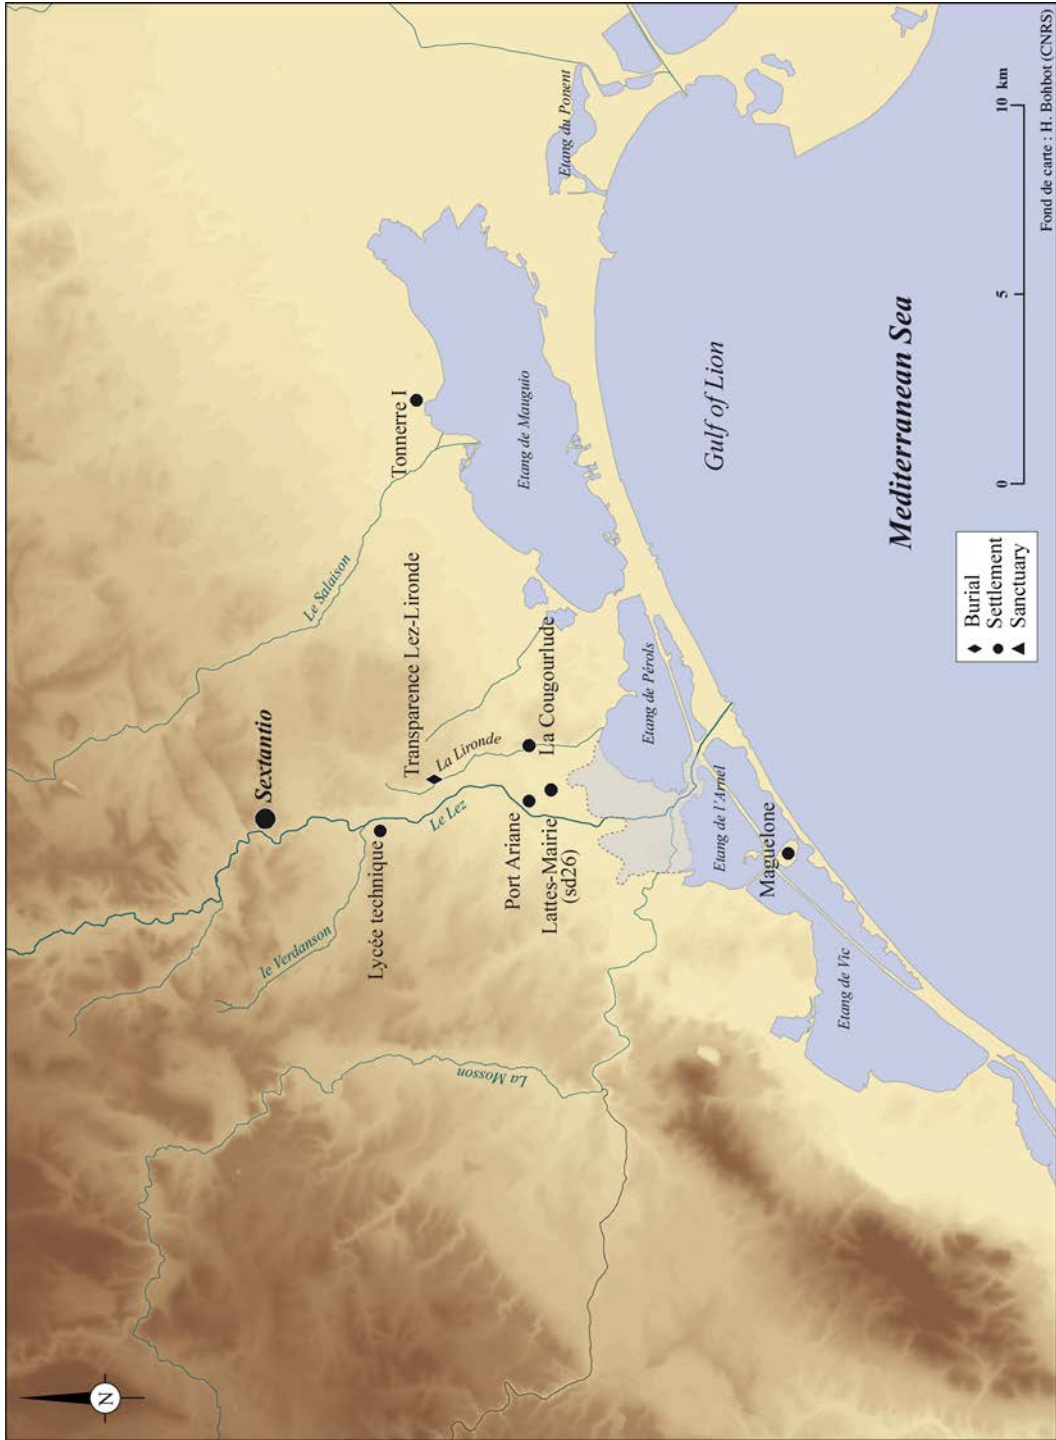 N
Sextantio
Le Salaison
le Verdanson
Lycée technique
Transparence Lez-Lironde
Tonnerre I
La Lironde
Le Lez
La Mosson
Port Ariane
La Cougourlude
Lattes-Mairie
(sd26)
Etang de Mauguio
Etang du Ponent
Etang de Pérols
Etang de l'Arnel
Maguelone
Etang de Vic
Gulf of Lion
Mediterranean Sea
Burial
Settlement
Sanctuary
0 5 10 km
Fond de carte : H. Bohbot (CNRS)